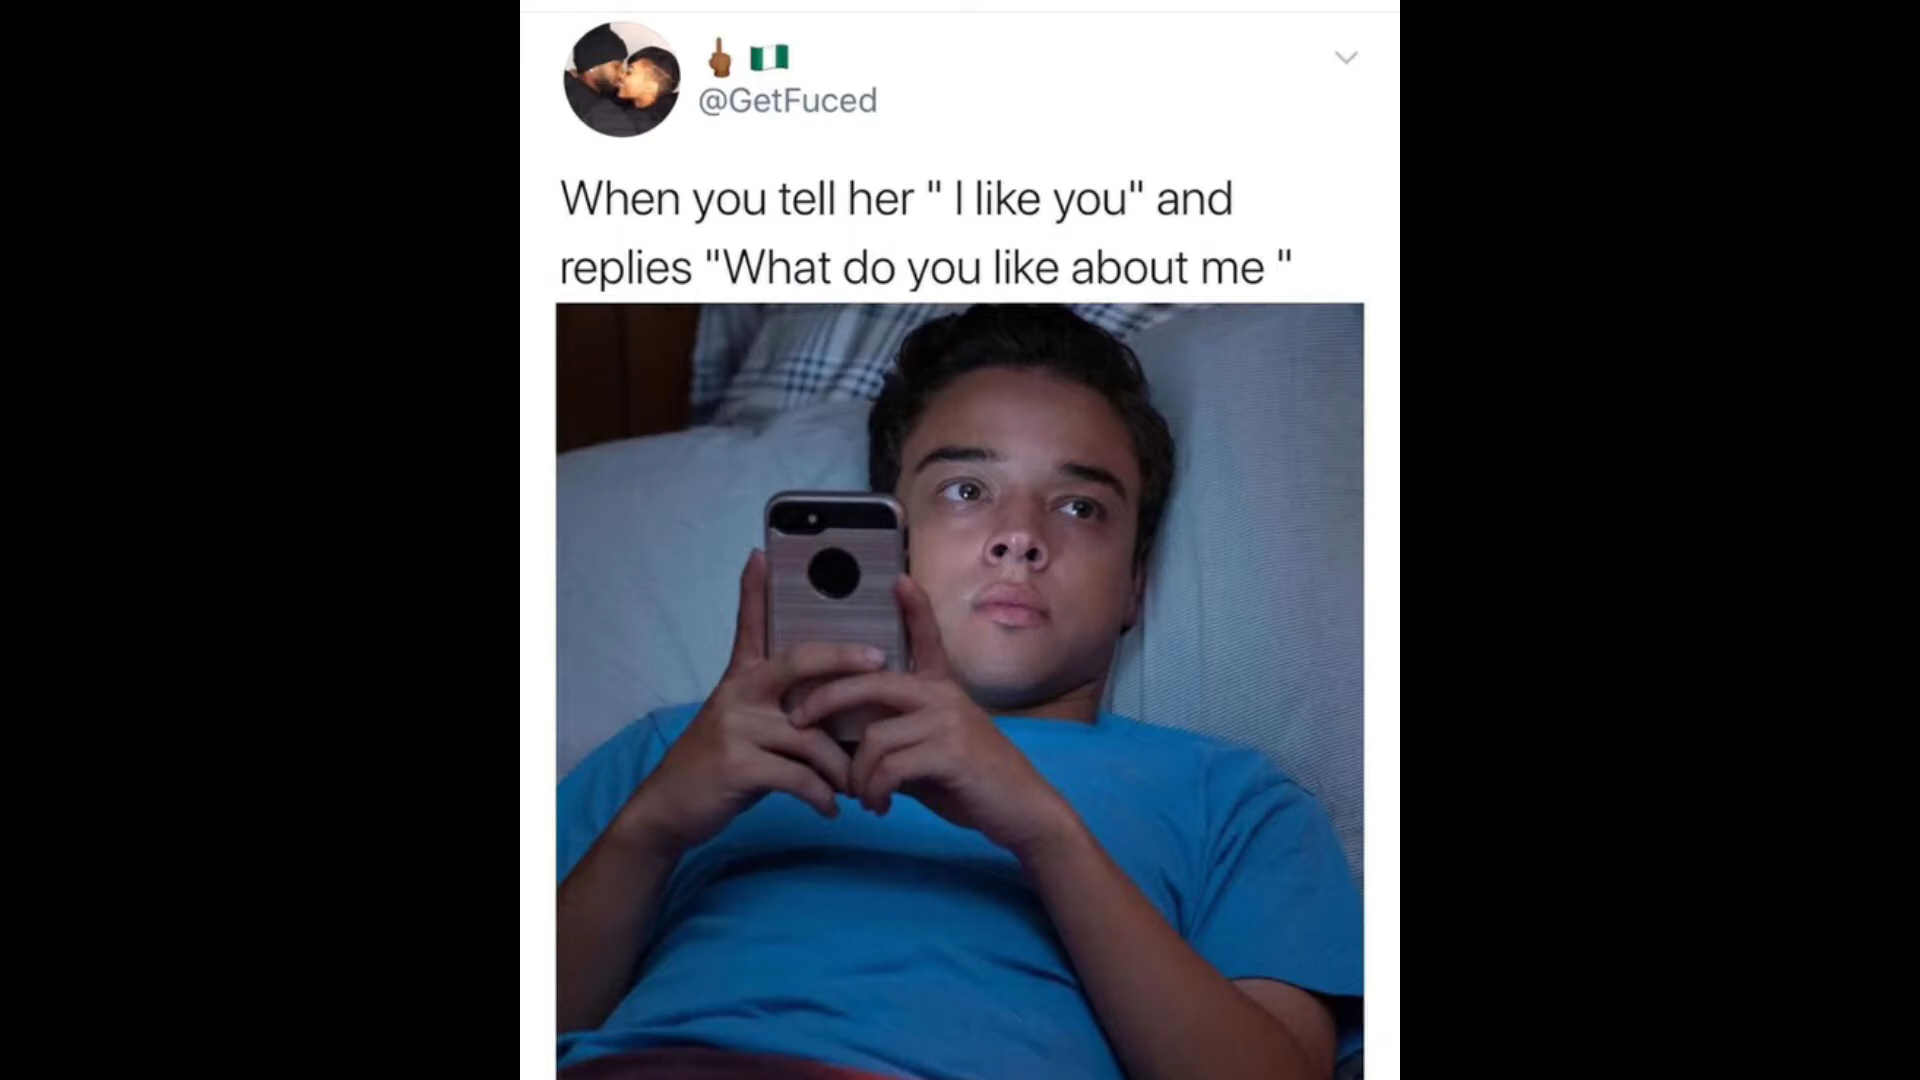 🖕🏾🇳🇬
@GetFuced
When you tell her " I like you" and
replies "What do you like about me "